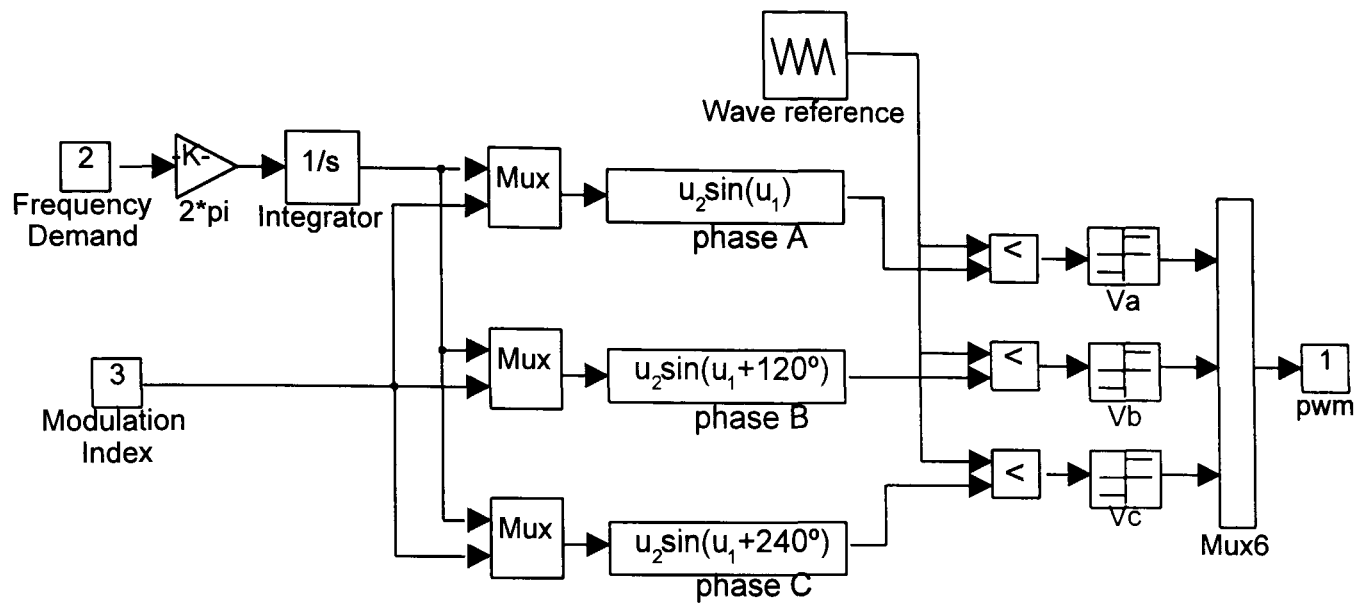 Wave reference
2
-K-
1/s
Frequency
Demand
2*pi
Integrator
Mux
u₂sin(u₁)
phase A
<
Va
3
Modulation
Index
Mux
u₂sin(u₁+120º)
phase B
<
Vb
1
pwm
Mux
u₂sin(u₁+240º)
phase C
<
Vc
Mux6